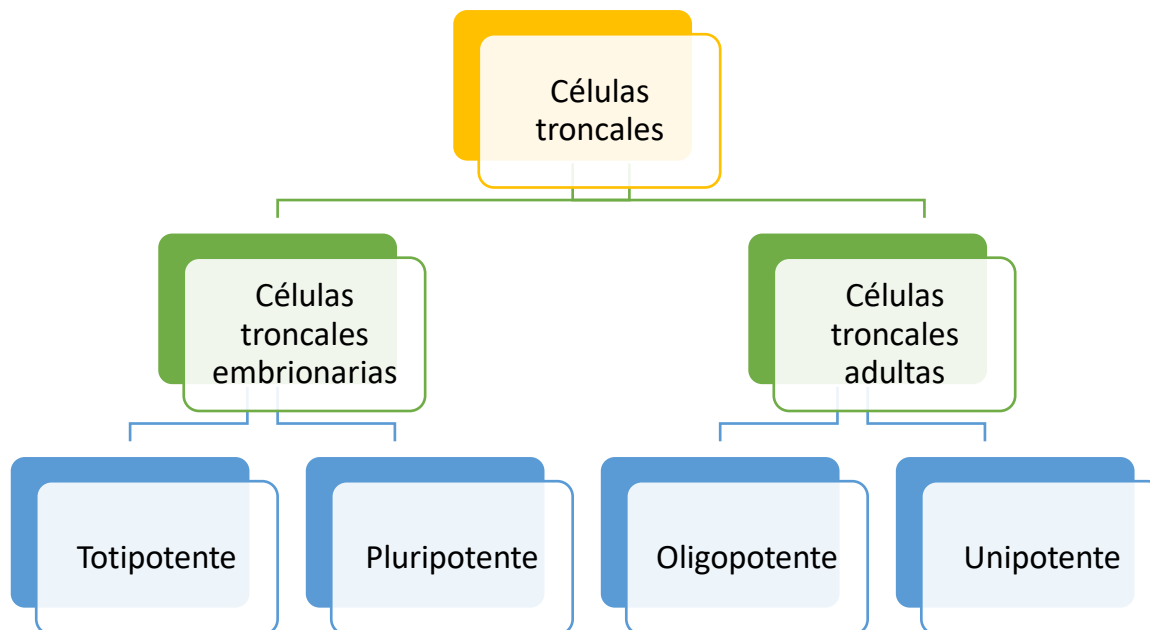 Células
troncales
Células
troncales
embrionarias
Células
troncales
adultas
Totipotente
Pluripotente
Oligopotente
Unipotente